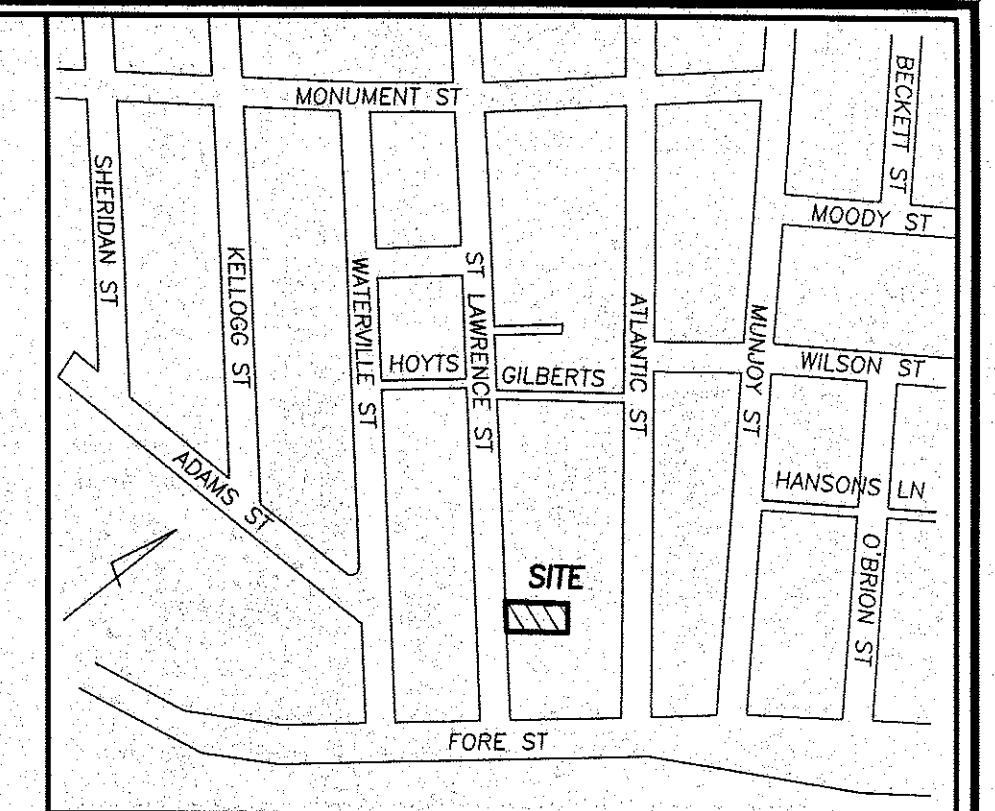 BECKETT ST
MONUMENT ST
SHERIDAN ST
MOODY ST
KELLOGG ST
WATERVILLE ST
ST LAWRENCE ST
ATLANTIC ST
MUNJOY ST
HOYTS
GILBERTS
WILSON ST
ADAMS ST
HANSONS LN
O'BRION ST
SITE
FORE ST